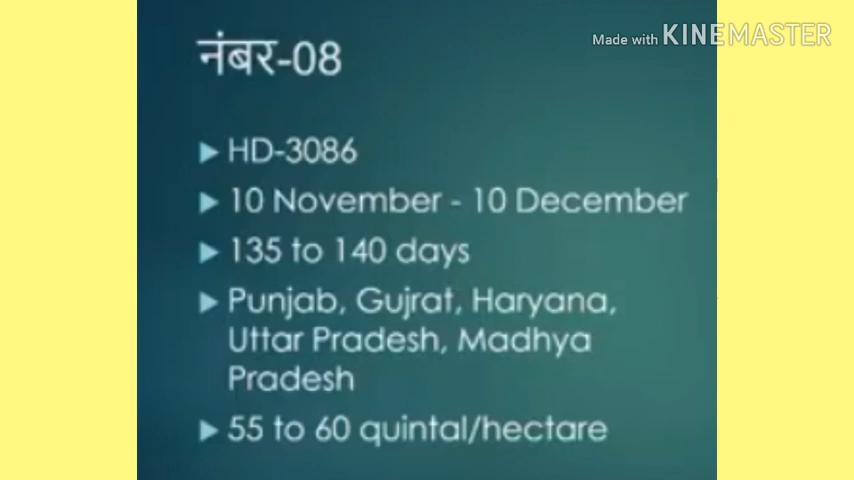 Made with KINEMASTER
नंबर-08
HD-3086
10 November - 10 December
135 to 140 days
Punjab, Gujrat, Haryana,
Uttar Pradesh, Madhya
Pradesh
55 to 60 quintal/hectare